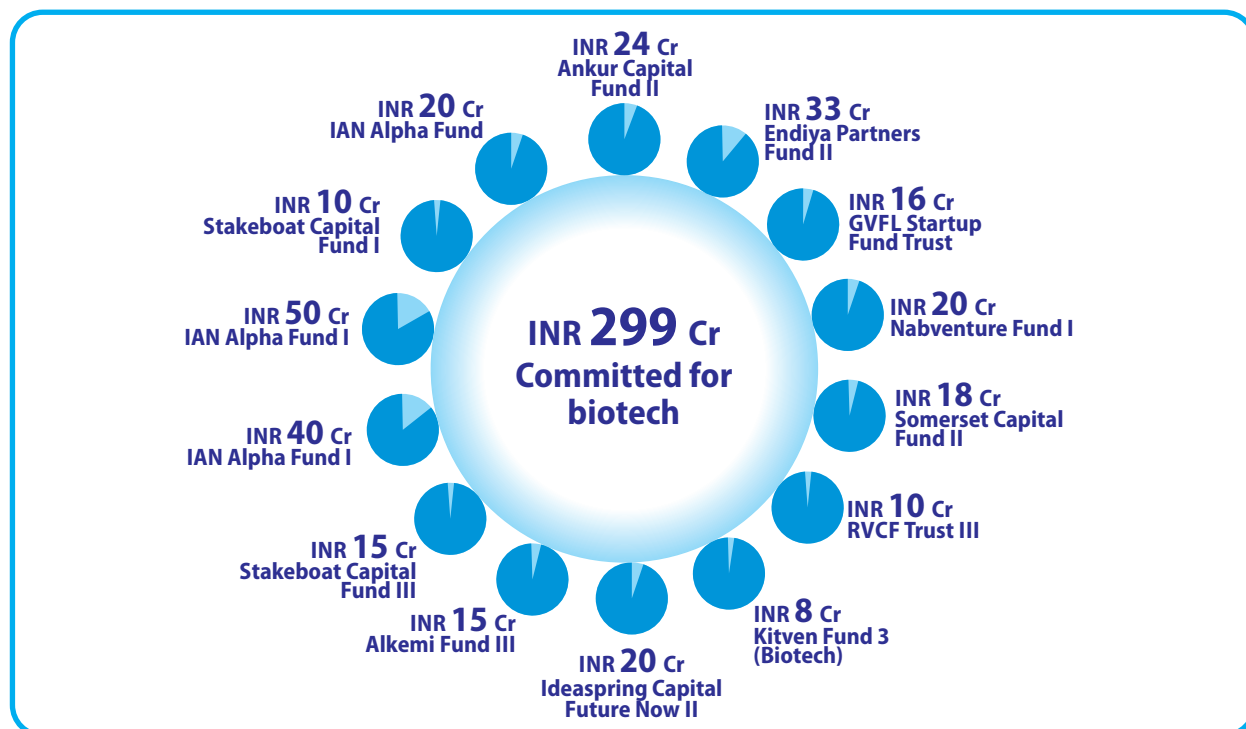 INR 24 Cr
Ankur Capital
Fund II
INR 33 Cr
Endiya Partners
Fund II
INR 16 Cr
GVFL Startup
Fund Trust
INR 20 Cr
Nabventure Fund I
INR 18 Cr
Somerset Capital
Fund II
INR 10 Cr
RVCF Trust III
INR 8 Cr
Kitven Fund 3
(Biotech)
INR 20 Cr
Ideaspring Capital
Future Now II
INR 15 Cr
Alkemi Fund III
INR 15 Cr
Stakeboat Capital
Fund III
INR 40 Cr
IAN Alpha Fund I
INR 50 Cr
IAN Alpha Fund I
INR 10 Cr
Stakeboat Capital
Fund I
INR 20 Cr
IAN Alpha Fund
INR 299 Cr
Committed for
biotech